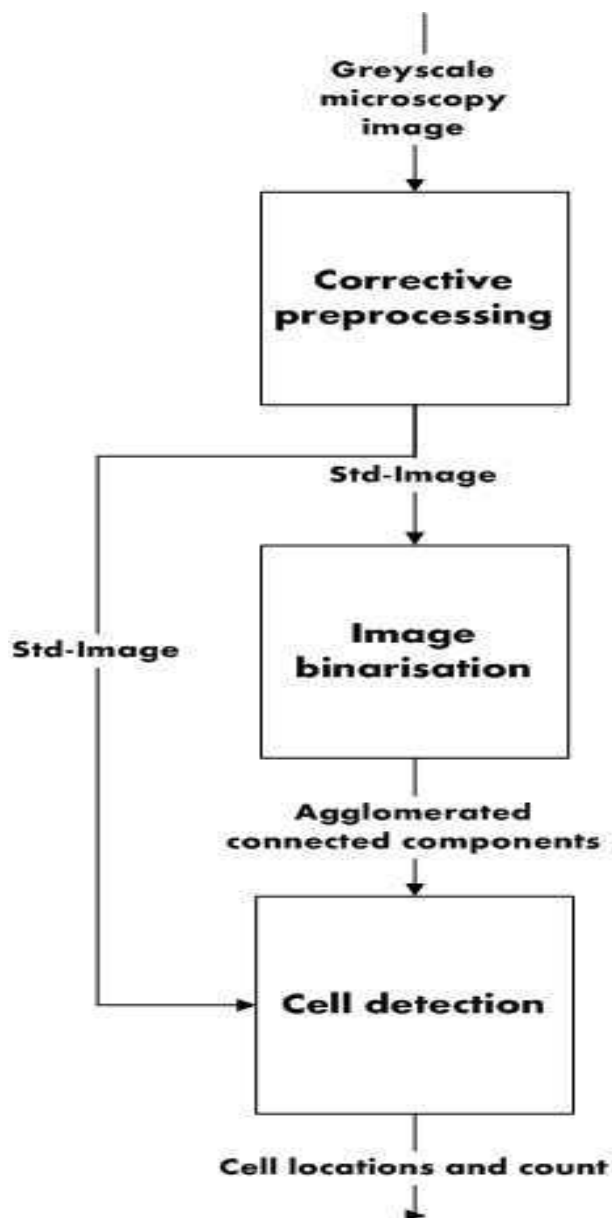 Greyscale
microscopy
image
Corrective
preprocessing
Std-Image
Std-Image
Image
binarisation
Agglomerated
connected components
Cell detection
Cell locations and count